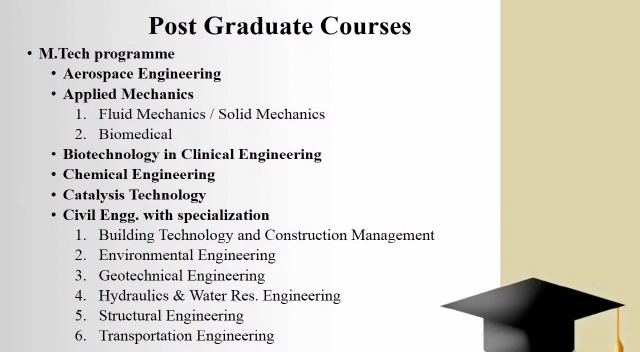 Post Graduate Courses
• M.Tech programme
• Aerospace Engineering
• Applied Mechanics
1. Fluid Mechanics / Solid Mechanics
2. Biomedical
• Biotechnology in Clinical Engineering
• Chemical Engineering
• Catalysis Technology
• Civil Engg. with specialization
1. Building Technology and Construction Management
2. Environmental Engineering
3. Geotechnical Engineering
4. Hydraulics & Water Res. Engineering
5. Structural Engineering
6. Transportation Engineering